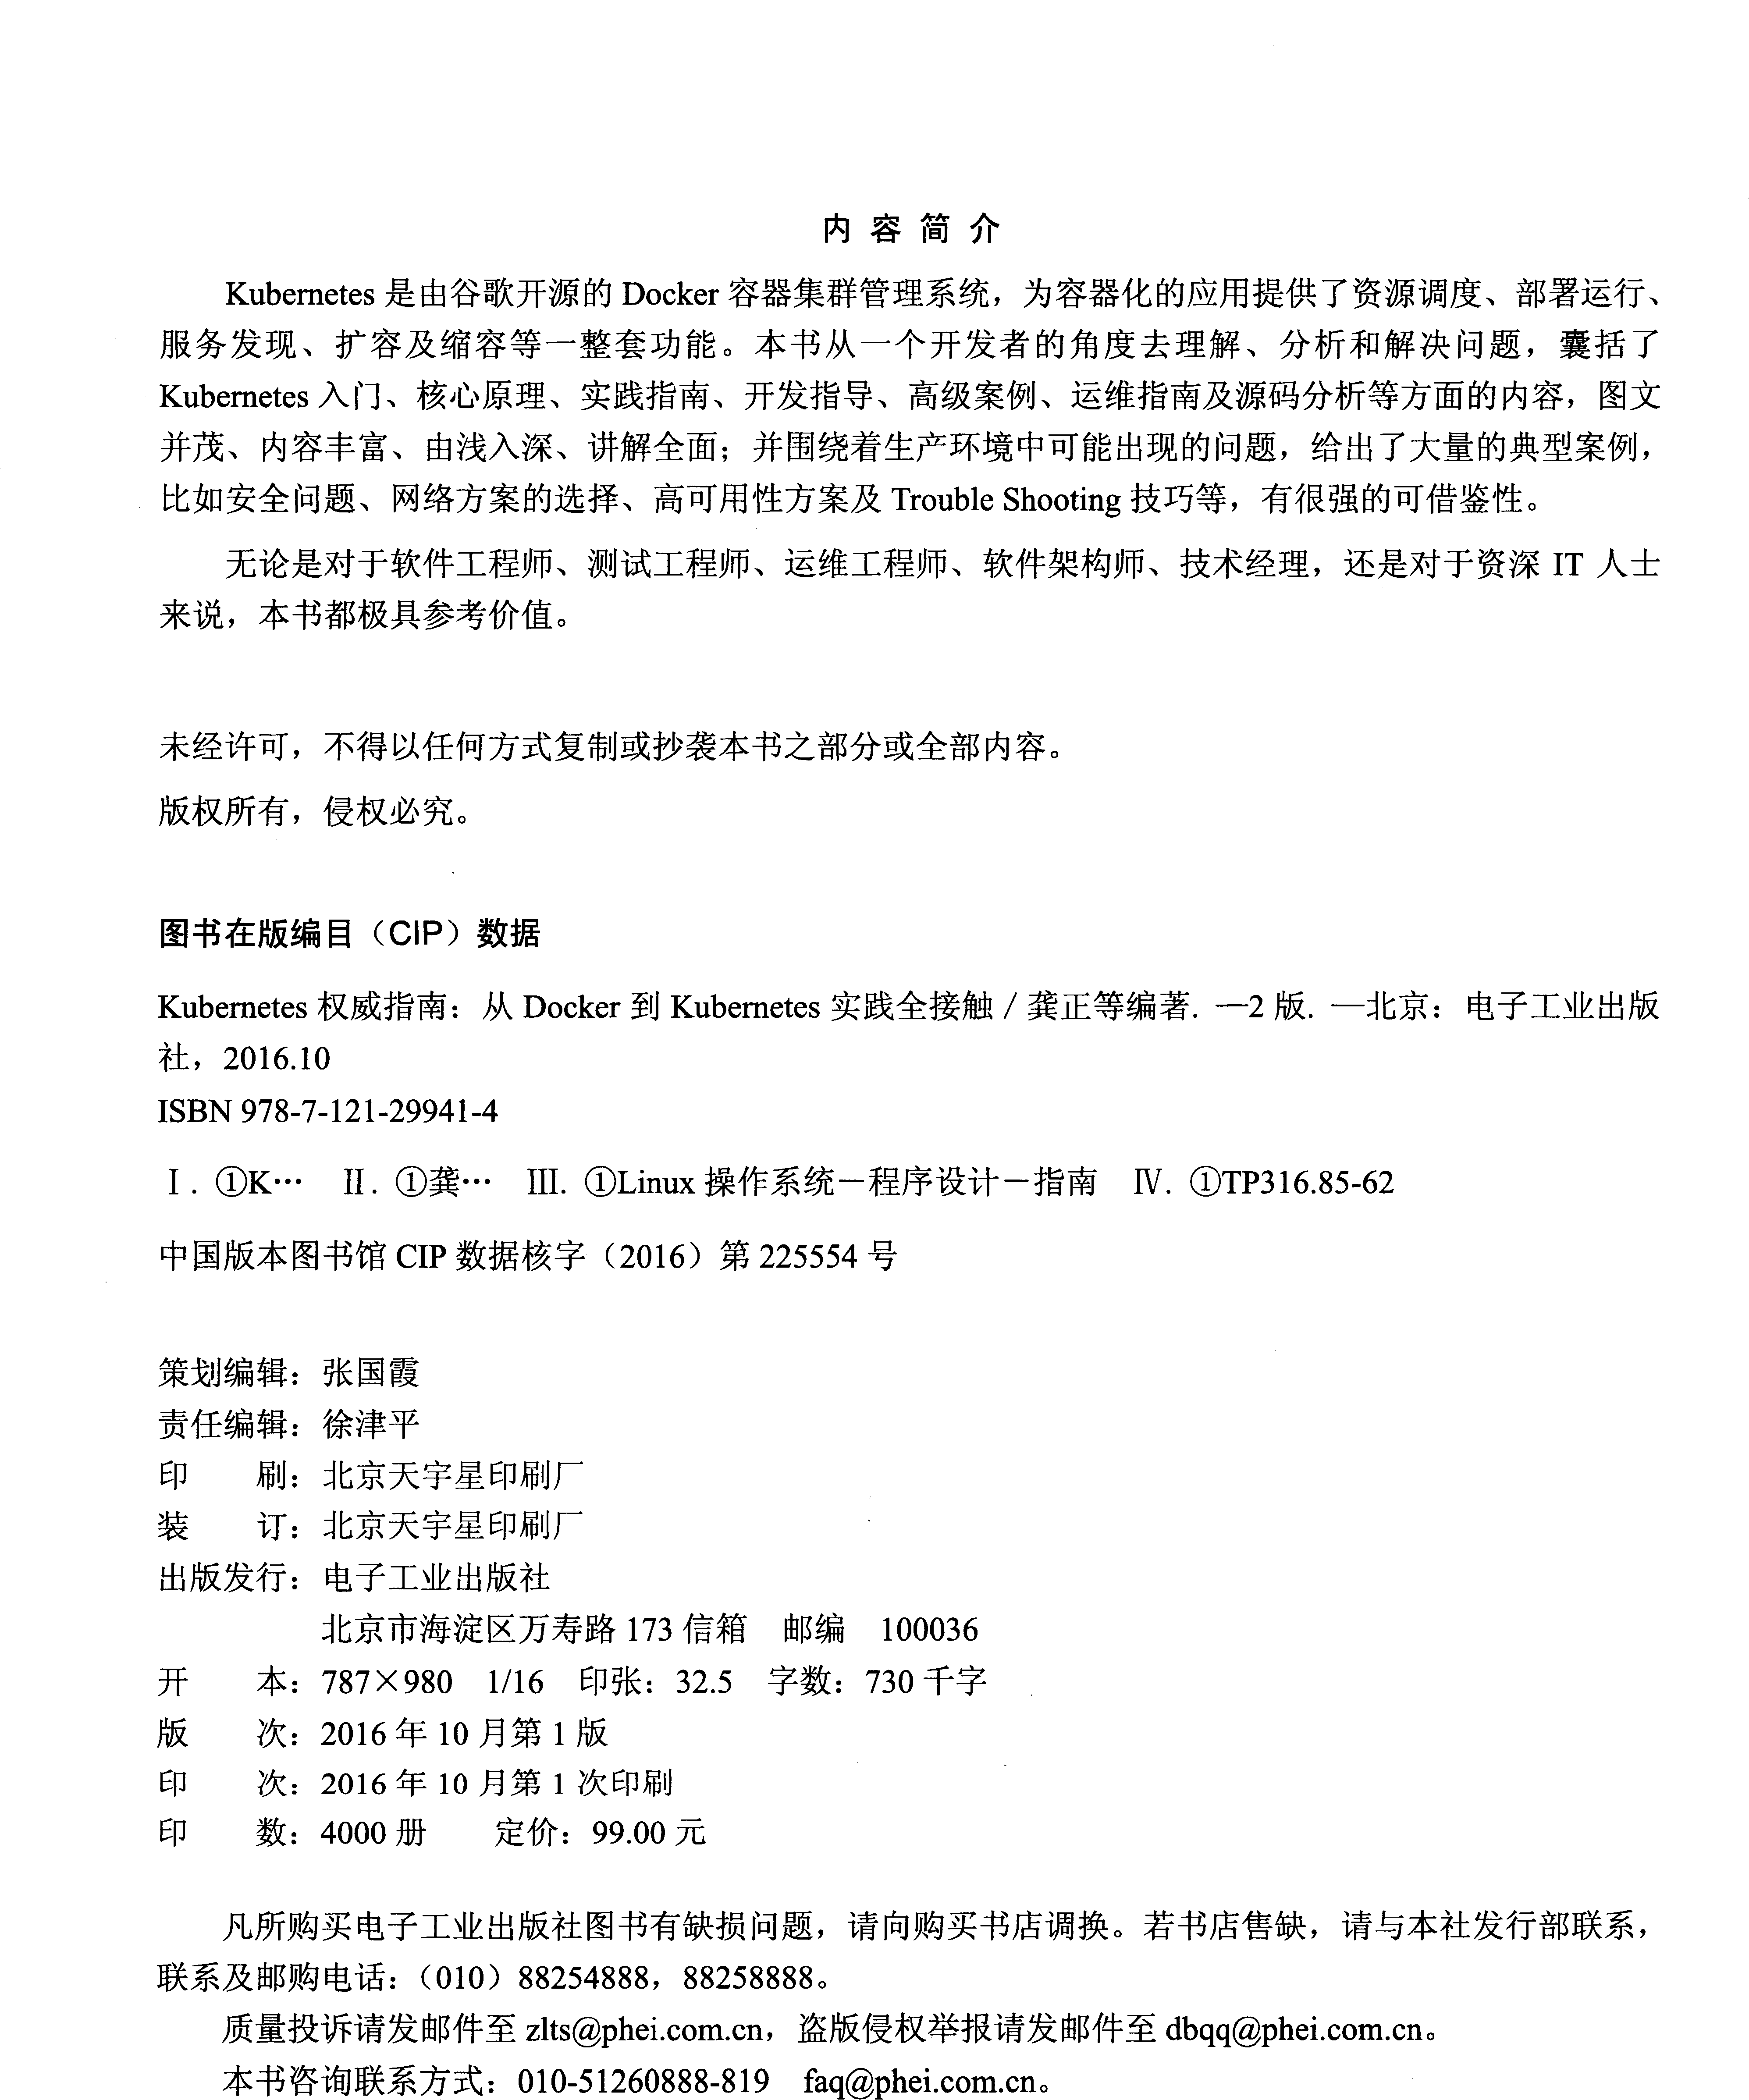 内 容 简 介
Kubernetes 是由谷歌开源的 Docker 容器集群管理系统，为容器化的应用提供了资源调度、部署运行、
服务发现、扩容及缩容等一整套功能。本书从一个开发者的角度去理解、分析和解决问题，囊括了
Kubernetes 入门、核心原理、实践指南、开发指导、高级案例、运维指南及源码分析等方面的内容，图文
并茂、内容丰富、由浅入深、讲解全面；并围绕着生产环境中可能出现的问题，给出了大量的典型案例，
比如安全问题、网络方案的选择、高可用性方案及 Trouble Shooting 技巧等，有很强的可借鉴性。
无论是对于软件工程师、测试工程师、运维工程师、软件架构师、技术经理，还是对于资深 IT 人士
来说，本书都极具参考价值。
未经许可，不得以任何方式复制或抄袭本书之部分或全部内容。
版权所有，侵权必究。
图书在版编目（CIP）数据
Kubernetes 权威指南：从 Docker 到 Kubernetes 实践全接触 / 龚正等编著. —2 版. —北京：电子工业出版
社，2016.10
ISBN 978-7-121-29941-4
Ⅰ. ①K… Ⅱ. ①龚… Ⅲ. ①Linux 操作系统－程序设计－指南 Ⅳ. ①TP316.85-62
中国版本图书馆 CIP 数据核字（2016）第 225554 号
策划编辑：张国霞
责任编辑：徐津平
印 刷：北京天宇星印刷厂
装 订：北京天宇星印刷厂
出版发行：电子工业出版社
北京市海淀区万寿路 173 信箱 邮编 100036
开 本：787×980 1/16 印张：32.5 字数：730 千字
版 次：2016 年 10 月第 1 版
印 次：2016 年 10 月第 1 次印刷
印 数：4000 册 定价：99.00 元
凡所购买电子工业出版社图书有缺损问题，请向购买书店调换。若书店售缺，请与本社发行部联系，
联系及邮购电话：（010）88254888，88258888。
质量投诉请发邮件至 zlts@phei.com.cn，盗版侵权举报请发邮件至 dbqq@phei.com.cn。
本书咨询联系方式：010-51260888-819 faq@phei.com.cn。